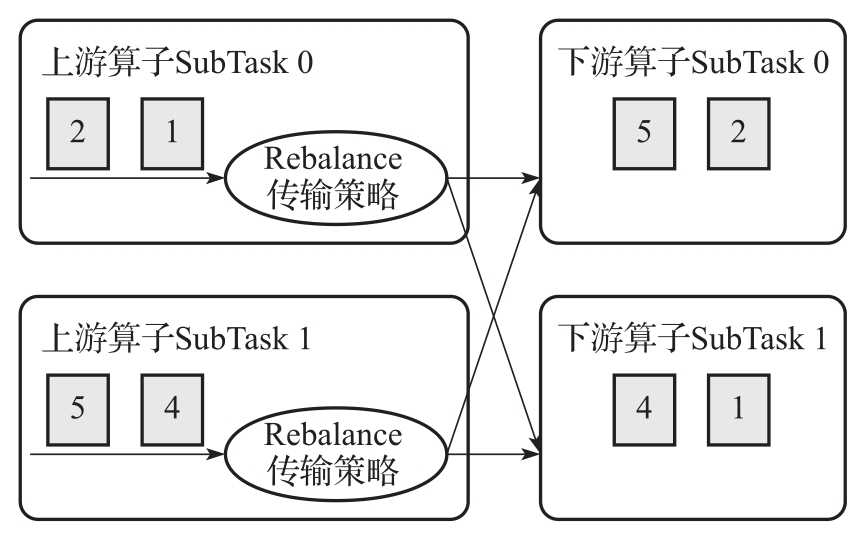 上游算子SubTask 0
2 1
Rebalance
传输策略
下游算子SubTask 0
5 2
上游算子SubTask 1
5 4
Rebalance
传输策略
下游算子SubTask 1
4 1